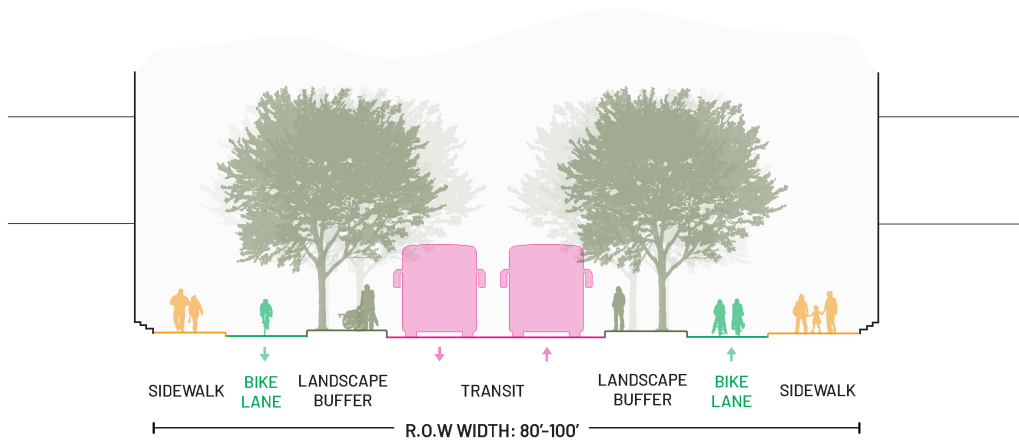 SIDEWALK
BIKE
LANE
LANDSCAPE
BUFFER
TRANSIT
LANDSCAPE
BUFFER
BIKE
LANE
SIDEWALK
R.O.W WIDTH: 80'-100'